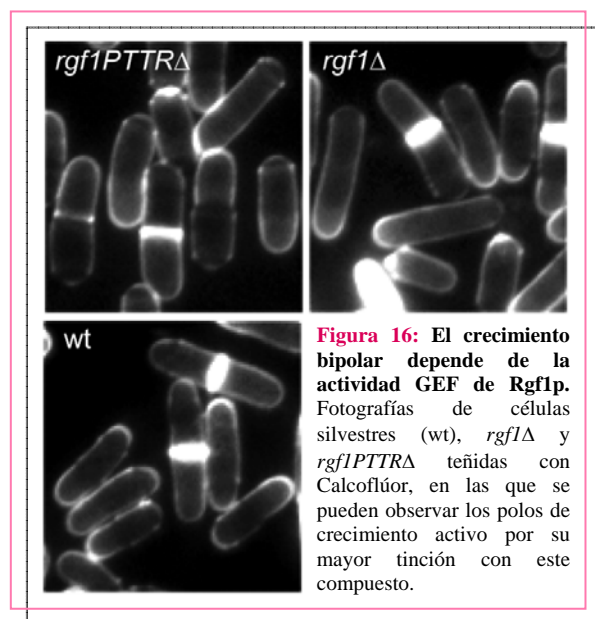 rgf1PTTRΔ
rgf1Δ
wt
Figura 16: El crecimiento
bipolar depende de la
actividad GEF de Rgf1p.
Fotografías de células
silvestres (wt), rgf1Δ y
rgf1PTTRΔ teñidas con
Calcoflúor, en las que se
pueden observar los polos de
crecimiento activo por su
mayor tinción con este
compuesto.